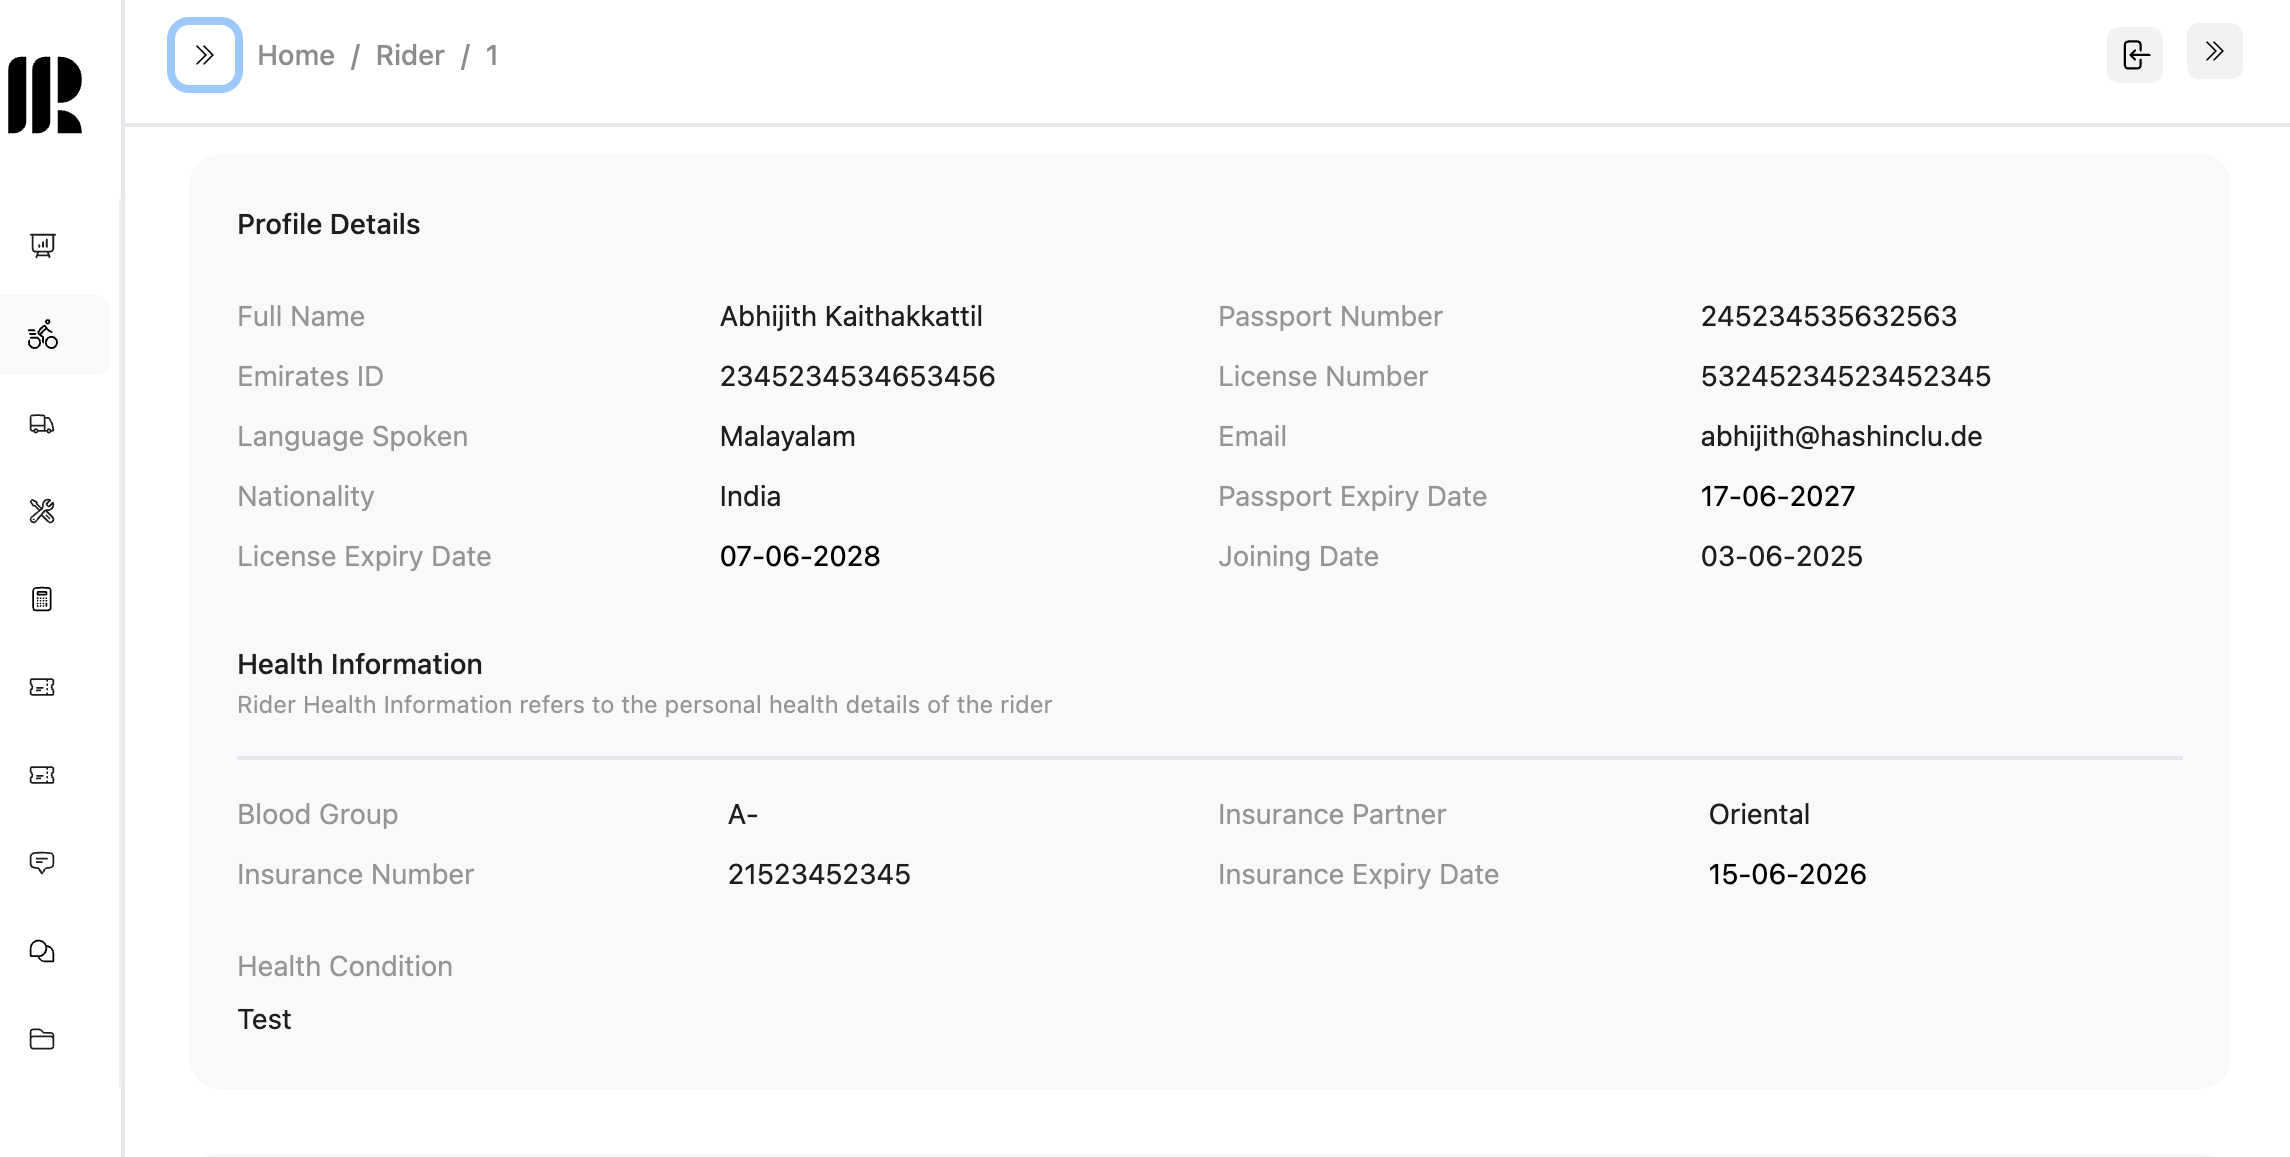 Home / Rider / 1
Profile Details
Full Name Abhijith Kaithakkattil Passport Number 245234535632563
Emirates ID 2345234534653456 License Number 53245234523452345
Language Spoken Malayalam Email abhijith@hashinclu.de
Nationality India Passport Expiry Date 17-06-2027
License Expiry Date 07-06-2028 Joining Date 03-06-2025
Health Information
Rider Health Information refers to the personal health details of the rider
Blood Group A- Insurance Partner Oriental
Insurance Number 21523452345 Insurance Expiry Date 15-06-2026
Health Condition
Test